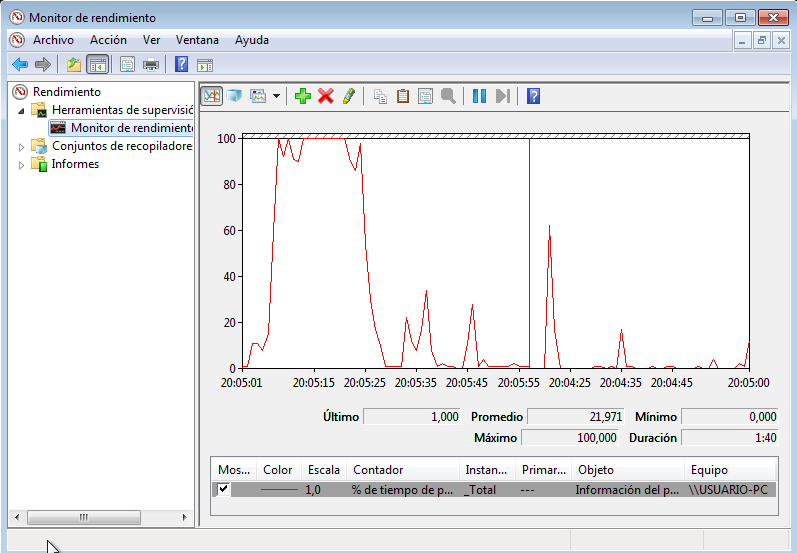 Monitor de rendimiento
Archivo Acción Ver Ventana Ayuda
Rendimiento
Herramientas de supervisió
Monitor de rendimiento
Conjuntos de recopiladore
Informes
100
80
60
40
20
0
20:05:01 20:05:15 20:05:25 20:05:35 20:05:45 20:05:55 20:04:25 20:04:35 20:04:45 20:05:00
Último 1,000 Promedio 21,971 Mínimo 0,000
Máximo 100,000 Duración 1:40
Mos... Color Escala Contador Instan... Primar... Objeto Equipo
1,0 % de tiempo de p... _Total --- Información del p... \\USUARIO-PC